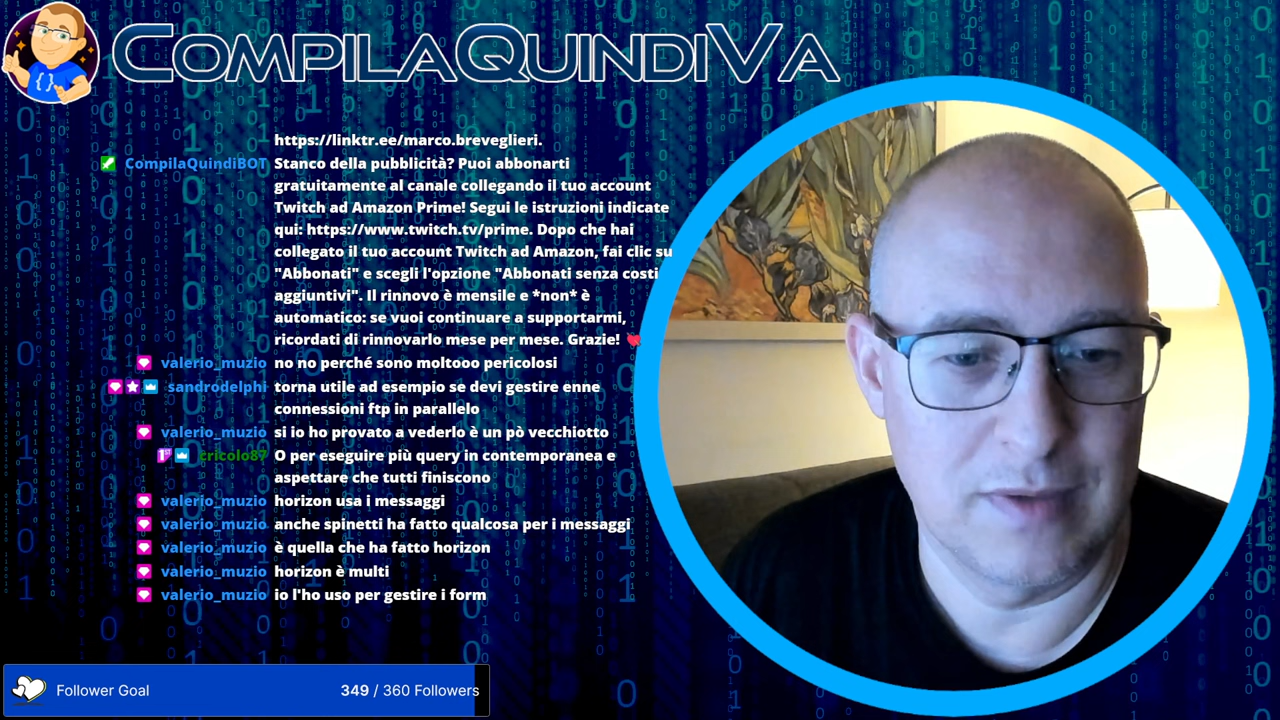 CompilaQuindiVa
{ }
https://linktr.ee/marco.breveglieri.
CompilaQuindiBOT Stanco della pubblicità? Puoi abbonarti
gratuitamente al canale collegando il tuo account
Twitch ad Amazon Prime! Segui le istruzioni indicate
qui: https://www.twitch.tv/prime. Dopo che hai
collegato il tuo account Twitch ad Amazon, fai clic su
"Abbonati" e scegli l'opzione "Abbonati senza costi
aggiuntivi". Il rinnovo è mensile e *non* è
automatico: se vuoi continuare a supportarmi,
ricordati di rinnovarlo mese per mese. Grazie!
valerio_muzio no no perché sono moltooo pericolosi
sandrodelphi torna utile ad esempio se devi gestire enne
connessioni ftp in parallelo
valerio_muzio si io ho provato a vederlo è un pò vecchiotto
cricolo87 O per eseguire più query in contemporanea e
aspettare che tutti finiscono
valerio_muzio horizon usa i messaggi
valerio_muzio anche spinetti ha fatto qualcosa per i messaggi
valerio_muzio è quella che ha fatto horizon
valerio_muzio horizon è multi
valerio_muzio io l'ho uso per gestire i form
Follower Goal 349 / 360 Followers